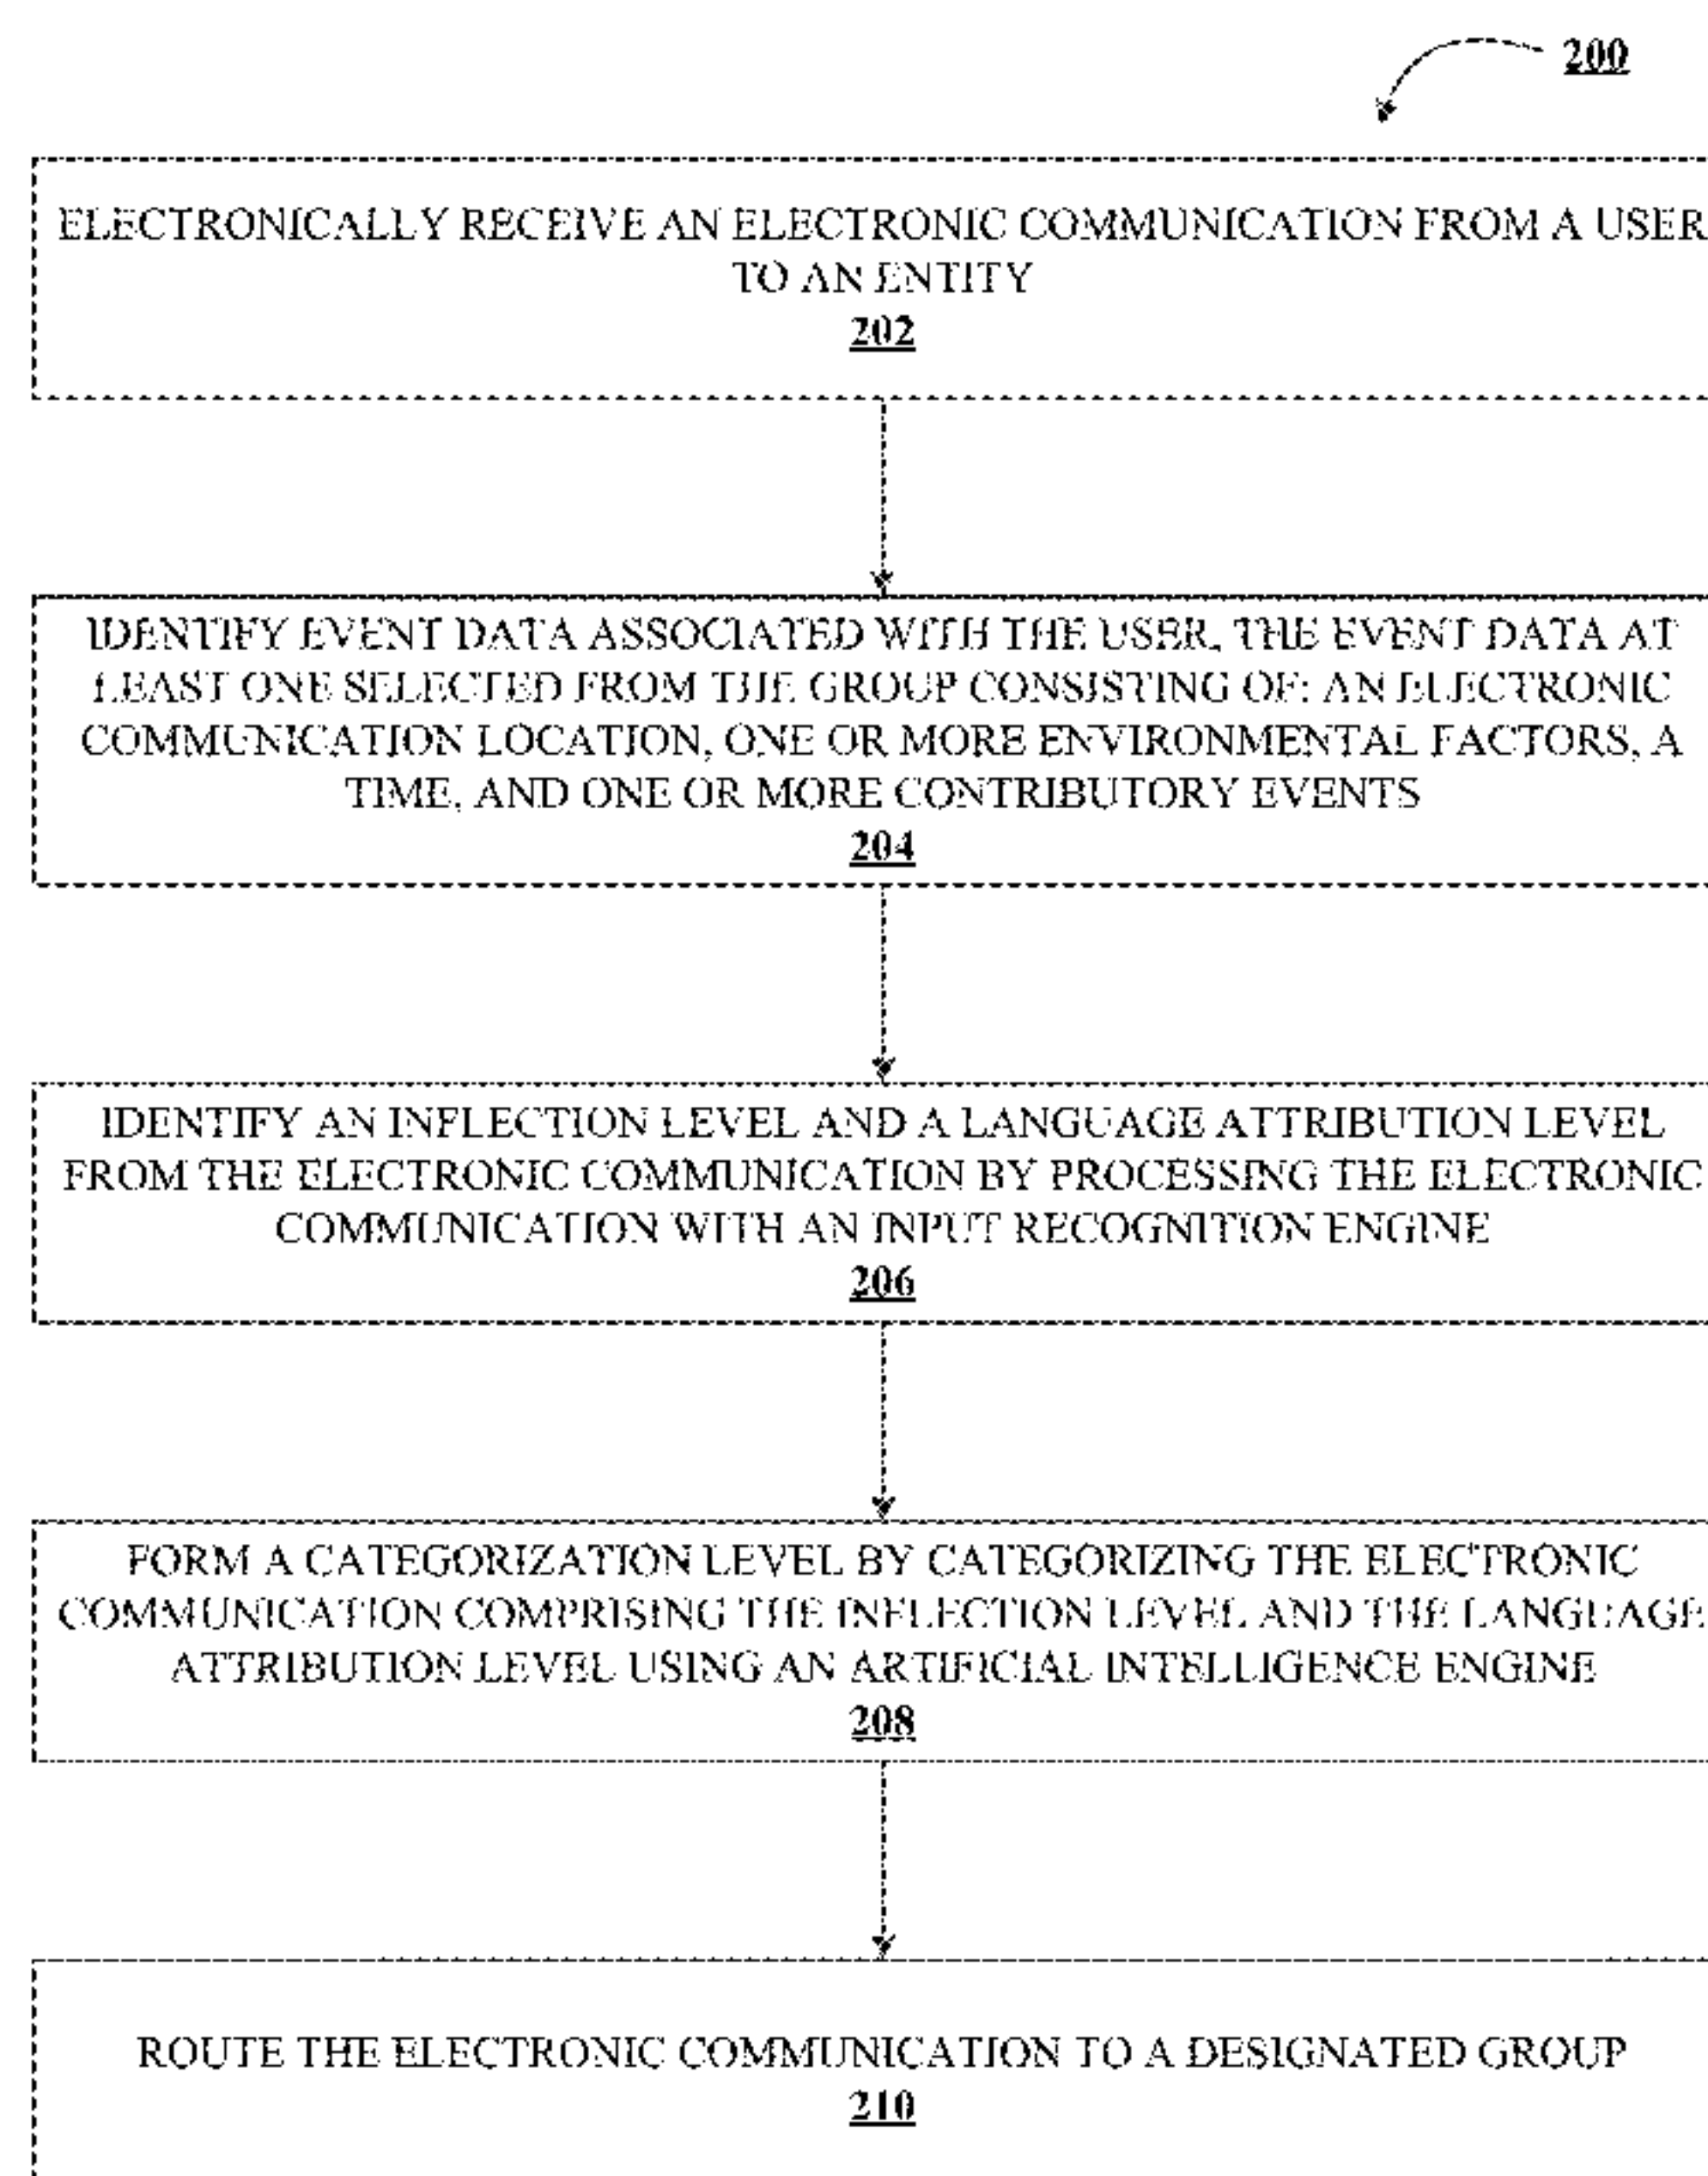 200
ELECTRONICALLY RECEIVE AN ELECTRONIC COMMUNICATION FROM A USER
TO AN ENTITY
202
IDENTIFY EVENT DATA ASSOCIATED WITH THE USER, THE EVENT DATA AT
LEAST ONE SELECTED FROM THE GROUP CONSISTING OF: AN ELECTRONIC
COMMUNICATION LOCATION, ONE OR MORE ENVIRONMENTAL FACTORS, A
TIME, AND ONE OR MORE CONTRIBUTORY EVENTS
204
IDENTIFY AN INFLECTION LEVEL AND A LANGUAGE ATTRIBUTION LEVEL
FROM THE ELECTRONIC COMMUNICATION BY PROCESSING THE ELECTRONIC
COMMUNICATION WITH AN INPUT RECOGNITION ENGINE
206
FORM A CATEGORIZATION LEVEL BY CATEGORIZING THE ELECTRONIC
COMMUNICATION COMPRISING THE INFLECTION LEVEL AND THE LANGUAGE
ATTRIBUTION LEVEL USING AN ARTIFICIAL INTELLIGENCE ENGINE
208
ROUTE THE ELECTRONIC COMMUNICATION TO A DESIGNATED GROUP
210